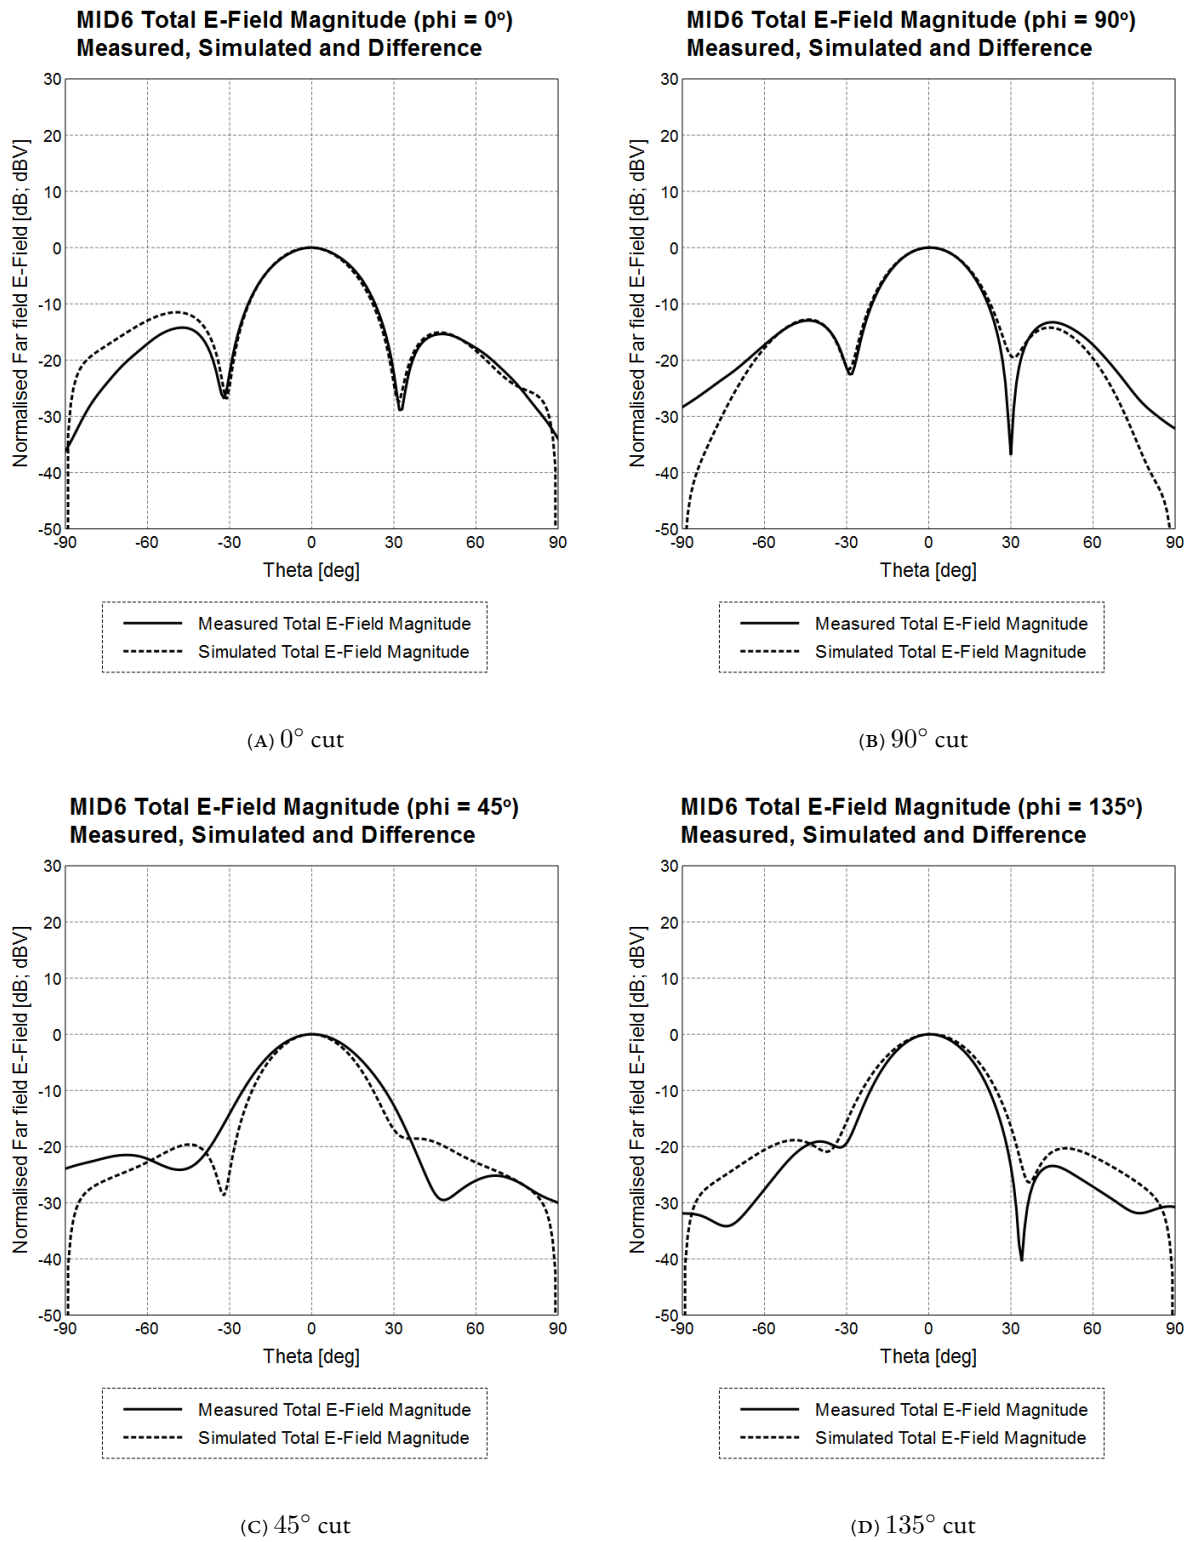 MID6 Total E-Field Magnitude (phi = 0º)
Measured, Simulated and Difference
Normalised Far field E-Field [dB; dBV]
30
20
10
0
-10
-20
-30
-40
-50
-90 -60 -30 0 30 60 90
Theta [deg]
Measured Total E-Field Magnitude
Simulated Total E-Field Magnitude
(A) 0° cut
MID6 Total E-Field Magnitude (phi = 90º)
Measured, Simulated and Difference
Normalised Far field E-Field [dB; dBV]
30
20
10
0
-10
-20
-30
-40
-50
-90 -60 -30 0 30 60 90
Theta [deg]
Measured Total E-Field Magnitude
Simulated Total E-Field Magnitude
(B) 90° cut
MID6 Total E-Field Magnitude (phi = 45º)
Measured, Simulated and Difference
Normalised Far field E-Field [dB; dBV]
30
20
10
0
-10
-20
-30
-40
-50
-90 -60 -30 0 30 60 90
Theta [deg]
Measured Total E-Field Magnitude
Simulated Total E-Field Magnitude
(C) 45° cut
MID6 Total E-Field Magnitude (phi = 135º)
Measured, Simulated and Difference
Normalised Far field E-Field [dB; dBV]
30
20
10
0
-10
-20
-30
-40
-50
-90 -60 -30 0 30 60 90
Theta [deg]
Measured Total E-Field Magnitude
Simulated Total E-Field Magnitude
(D) 135° cut